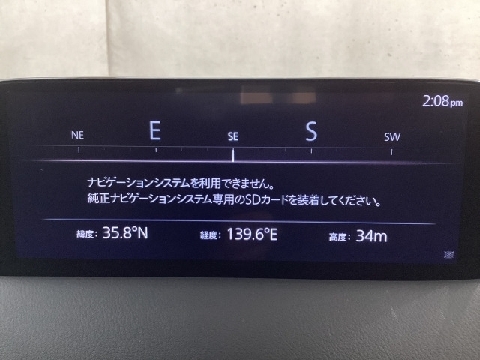 2:08pm
NE E SE S SW
ナビゲーションシステムを利用できません。
純正ナビゲーションシステム専用のSDカードを装着してください。
緯度: 35.8°N 経度: 139.6°E 高度: 34m